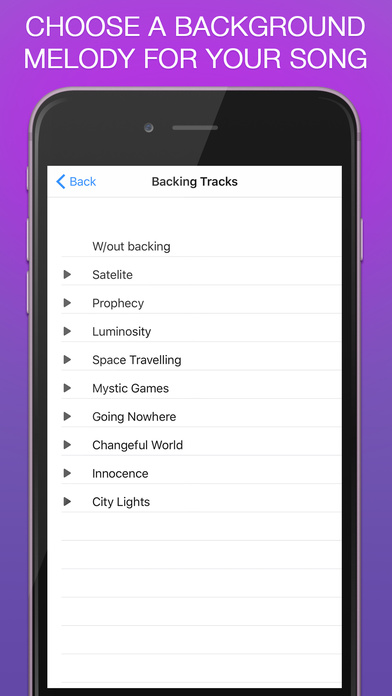 CHOOSE A BACKGROUND
MELODY FOR YOUR SONG
Back
Backing Tracks
W/out backing
Satelite
Prophecy
Luminosity
Space Travelling
Mystic Games
Going Nowhere
Changeful World
Innocence
City Lights